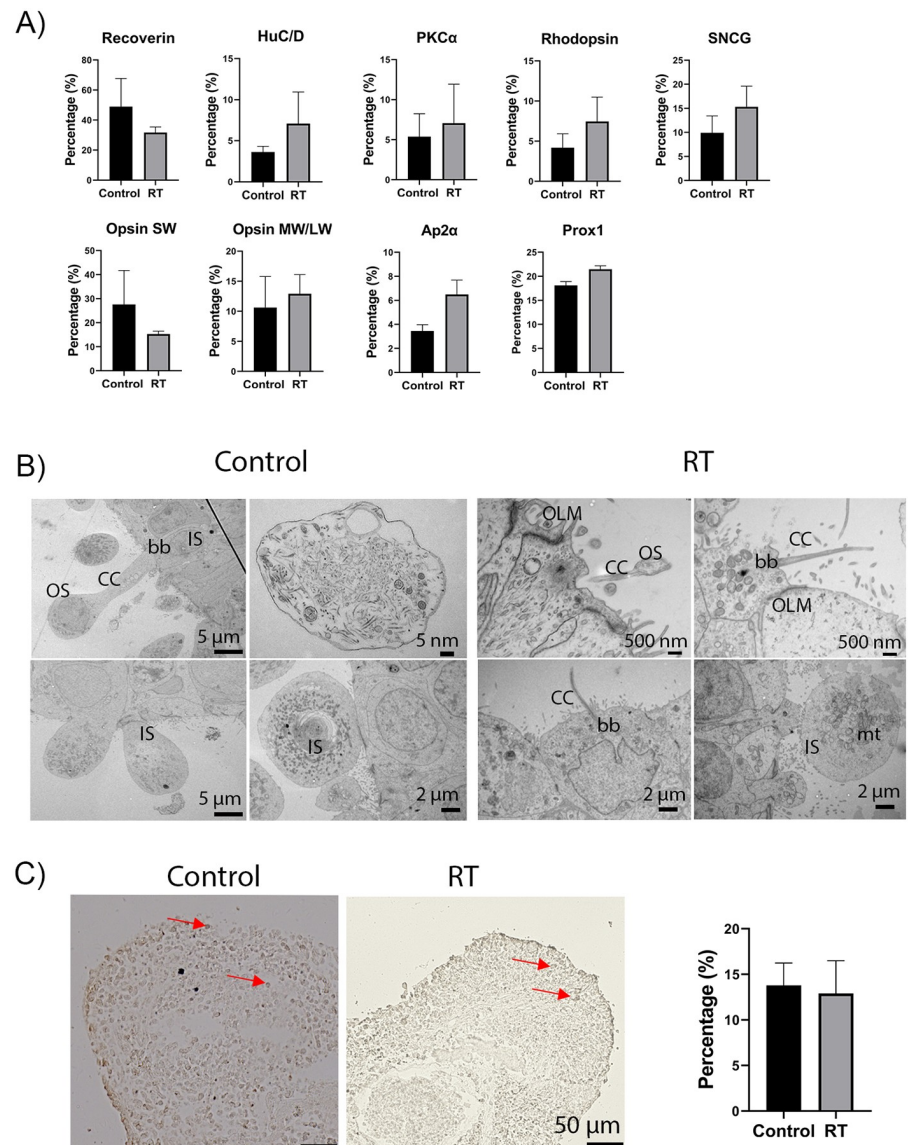 A)
Recoverin
Percentage (%)
80
60
40
20
0
Control RT
HuC/D
Percentage (%)
15
10
5
0
Control RT
PKCα
Percentage (%)
15
10
5
0
Control RT
Rhodopsin
Percentage (%)
15
10
5
0
Control RT
SNCG
Percentage (%)
25
20
15
10
5
0
Control RT
Opsin SW
Percentage (%)
50
40
30
20
10
0
Control RT
Opsin MW/LW
Percentage (%)
20
15
10
5
0
Control RT
Ap2α
Percentage (%)
8
6
4
2
0
Control RT
Prox1
Percentage (%)
25
20
15
10
5
0
Control RT
B)
Control
RT
IS
bb
CC
OS
5 µm
5 nm
OLM
OS
CC
500 nm
CC
bb
OLM
500 nm
IS
5 µm
IS
2 µm
CC
bb
2 µm
mt
IS
2 µm
C)
Control
RT
50 µm
Percentage (%)
20
15
10
5
0
Control RT